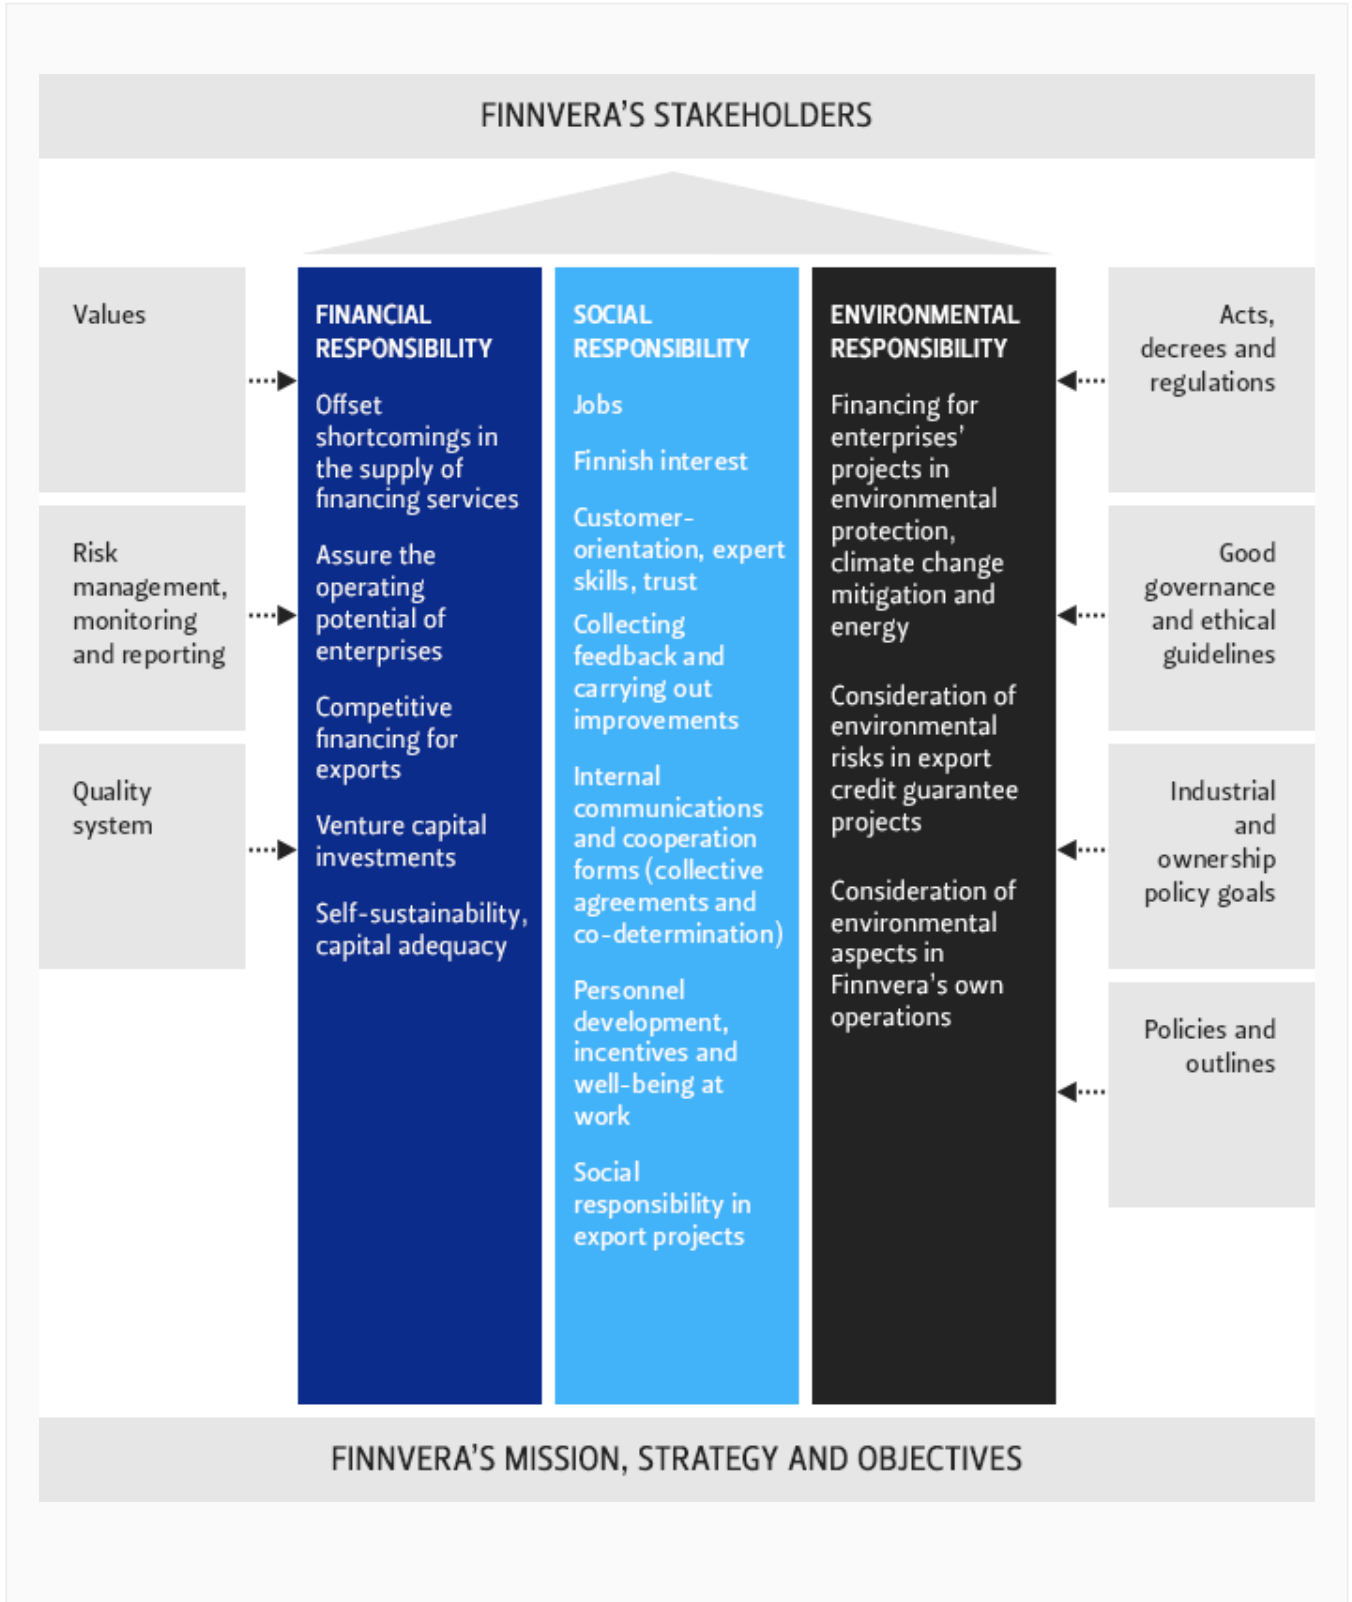 FINNVERA'S STAKEHOLDERS
Values
Risk
management,
monitoring
and reporting
Quality
system
FINANCIAL
RESPONSIBILITY
Offset
shortcomings in
the supply of
financing services
Assure the
operating
potential of
enterprises
Competitive
financing for
exports
Venture capital
investments
Self-sustainability,
capital adequacy
SOCIAL
RESPONSIBILITY
Jobs
Finnish interest
Customer-
orientation, expert
skills, trust
Collecting
feedback and
carrying out
improvements
Internal
communications
and cooperation
forms (collective
agreements and
co-determination)
Personnel
development,
incentives and
well-being at
work
Social
responsibility in
export projects
ENVIRONMENTAL
RESPONSIBILITY
Financing for
enterprises'
projects in
environmental
protection,
climate change
mitigation and
energy
Consideration of
environmental
risks in export
credit guarantee
projects
Consideration of
environmental
aspects in
Finnvera's own
operations
Acts,
decrees and
regulations
Good
governance
and ethical
guidelines
Industrial
and
ownership
policy goals
Policies and
outlines
FINNVERA'S MISSION, STRATEGY AND OBJECTIVES